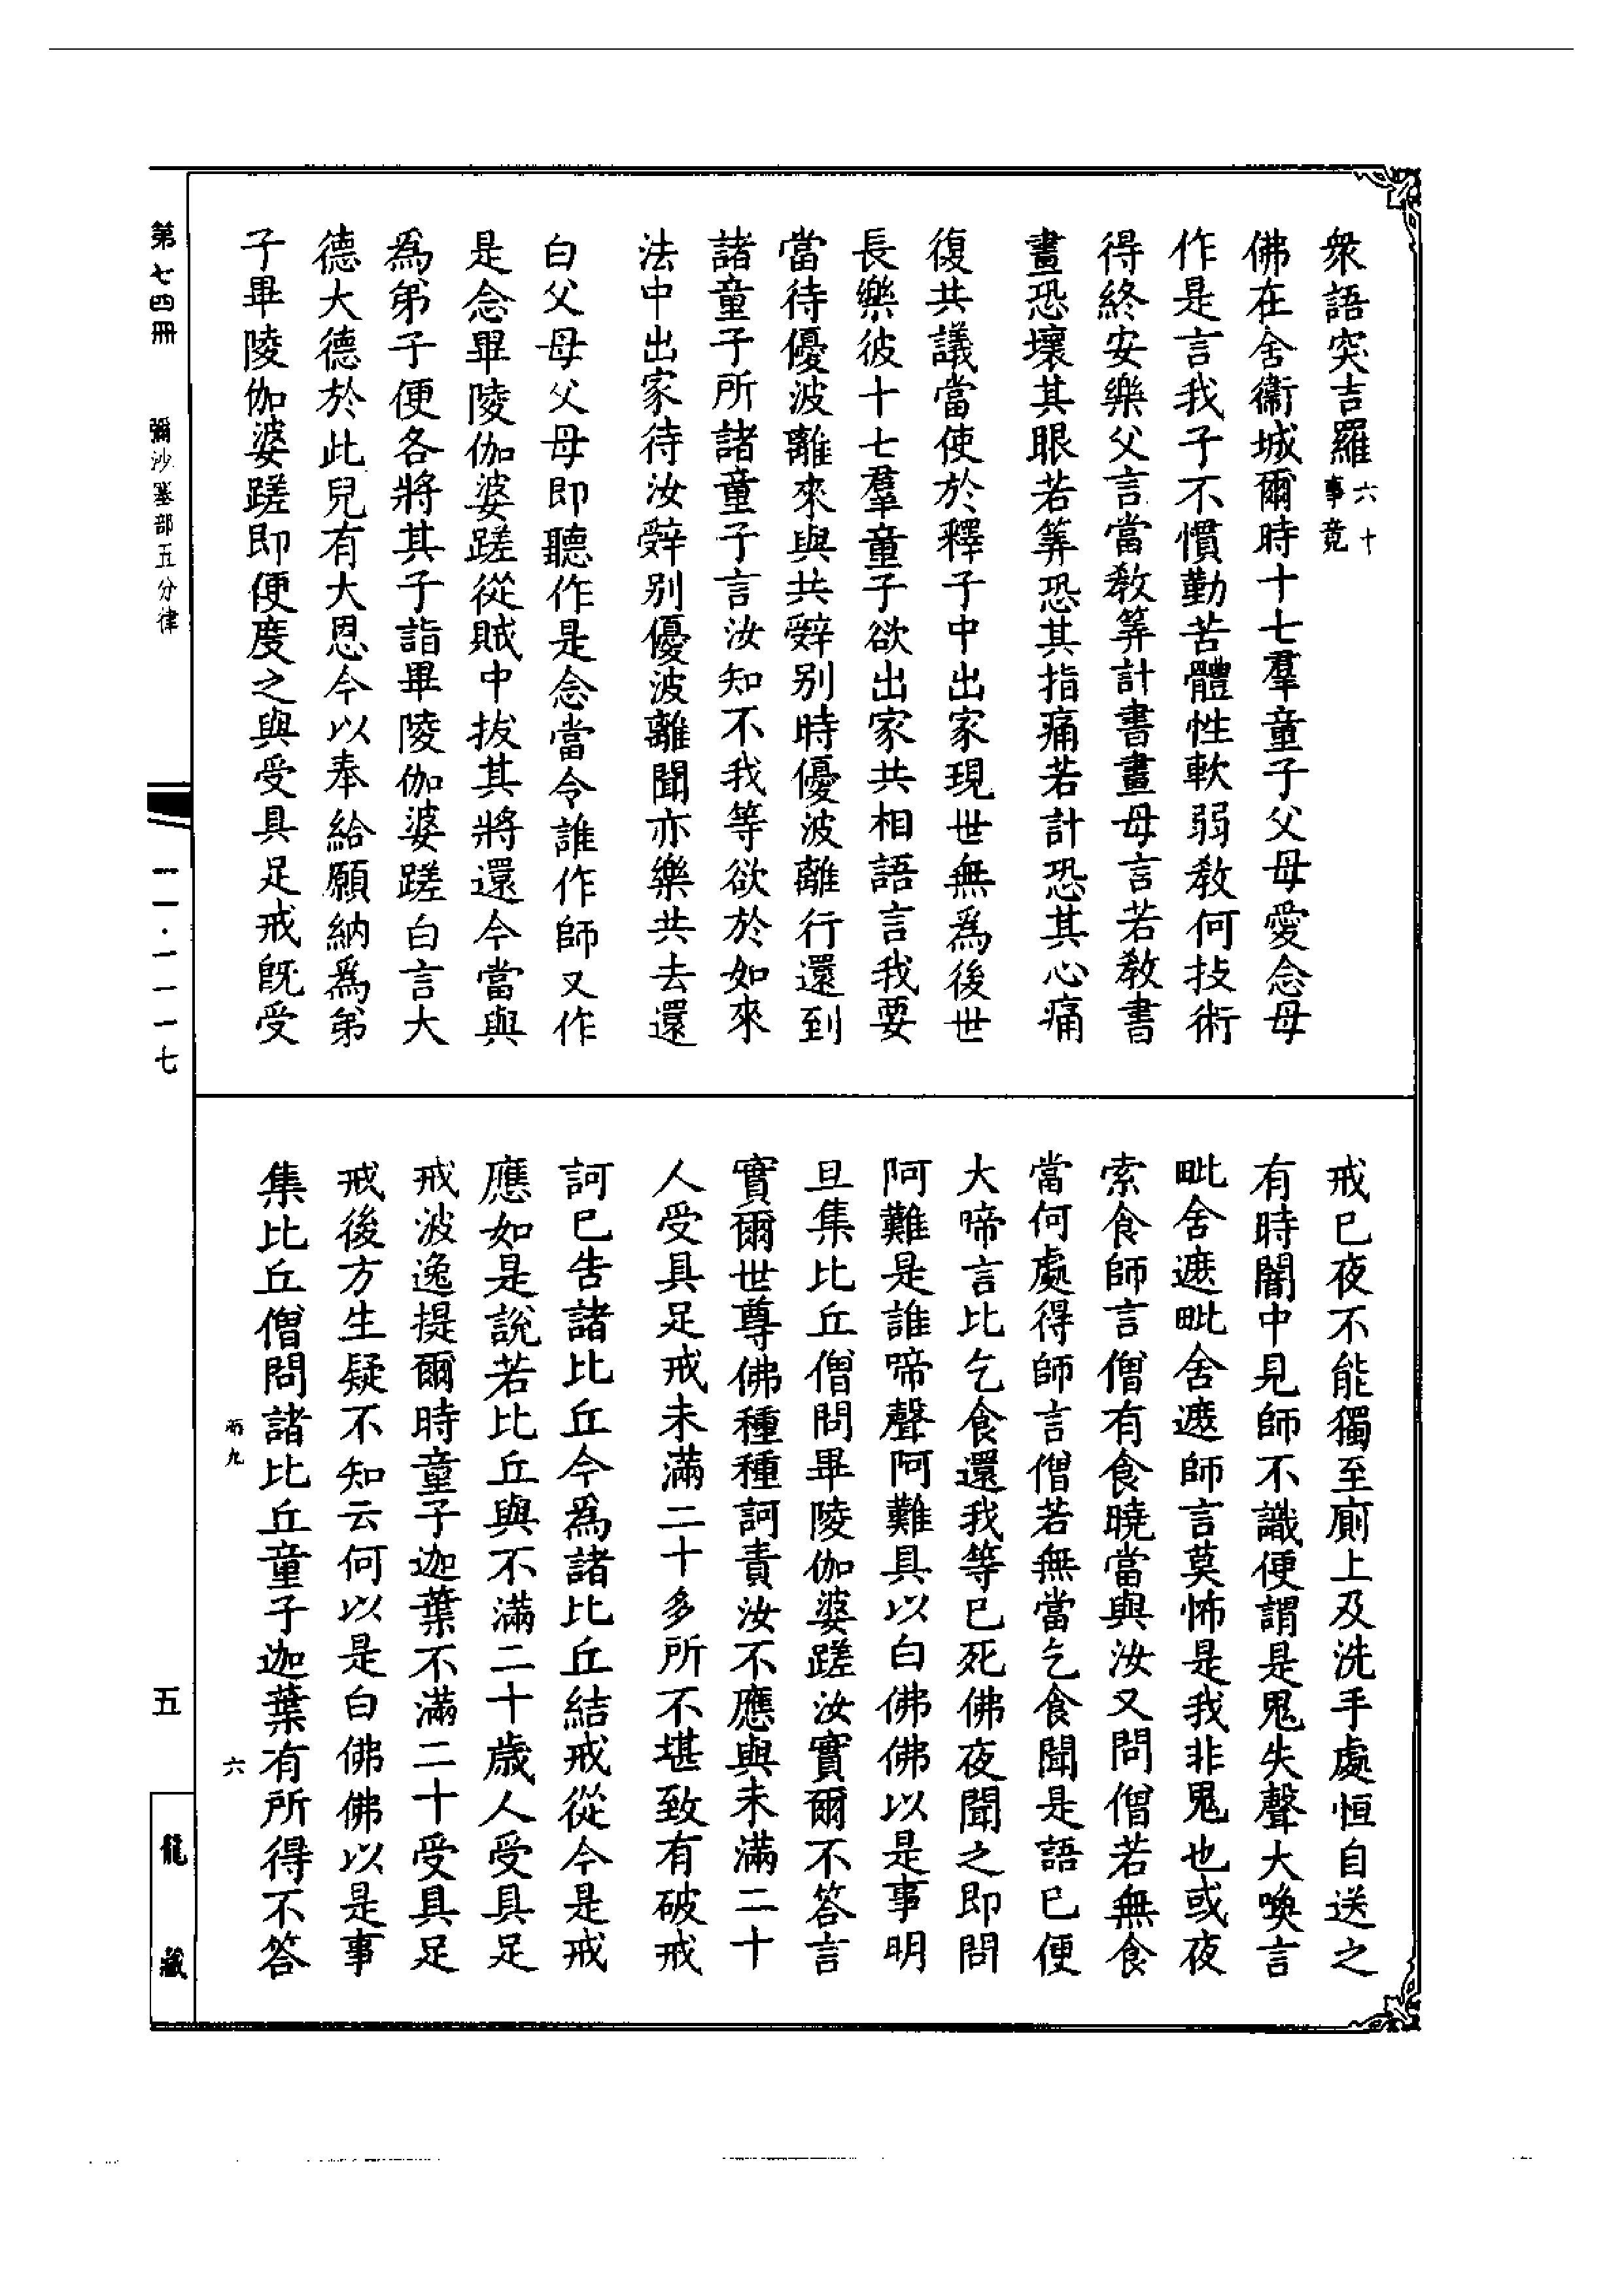 衆語突吉羅六十事竟
佛在舍衞城爾時十七羣童子父母愛念母
作是言我子不慣勤苦體性軟弱教何技術
得終安樂父言當教筭計書畫母言若教書
畫恐壞其眼若筭恐其指痛若計恐其心痛
復共議當使於釋子中出家現世無爲後世
長樂彼十七羣童子欲出家共相語言我要
當待優波離來與共辭别時優波離行還到
諸童子所諸童子言汝知不我等欲於如來
法中出家待汝辭别優波離聞亦樂共去還
白父母父母即聽作是念當令誰作師又作
是念畢陵伽婆蹉從賊中拔其將還今當與
爲弟子便各將其子詣畢陵伽婆蹉白言大
德大德於此兒有大恩今以奉給願納爲弟
子畢陵伽婆蹉即便度之與受具足戒旣受
戒已夜不能獨至廁上及洗手處恒自送之
有時闇中見師不識便謂是鬼失聲大喚言
毗舍遮毗舍遮師言莫怖是我非鬼也或夜
索食師言僧有食曉當與汝又問僧若無食
當何處得師言僧若無當乞食聞是語已便
大啼言比乞食還我等已死佛夜聞之即問
阿難是誰啼聲阿難具以白佛佛以是事明
旦集比丘僧問畢陵伽婆蹉汝實爾不答言
實爾世尊佛種種訶責汝不應與未滿二十
人受具足戒未滿二十多所不堪致有破戒
訶已告諸比丘今爲諸比丘結戒從今是戒
應如是説若比丘與不滿二十歲人受具足
戒波逸提爾時童子迦葉不滿二十受具足
戒後方生疑不知云何以是白佛佛以是事
集比丘僧問諸比丘童子迦葉有所得不答
六
第七四冊
彌沙塞部五分律
一一·一一一七
五
龍藏